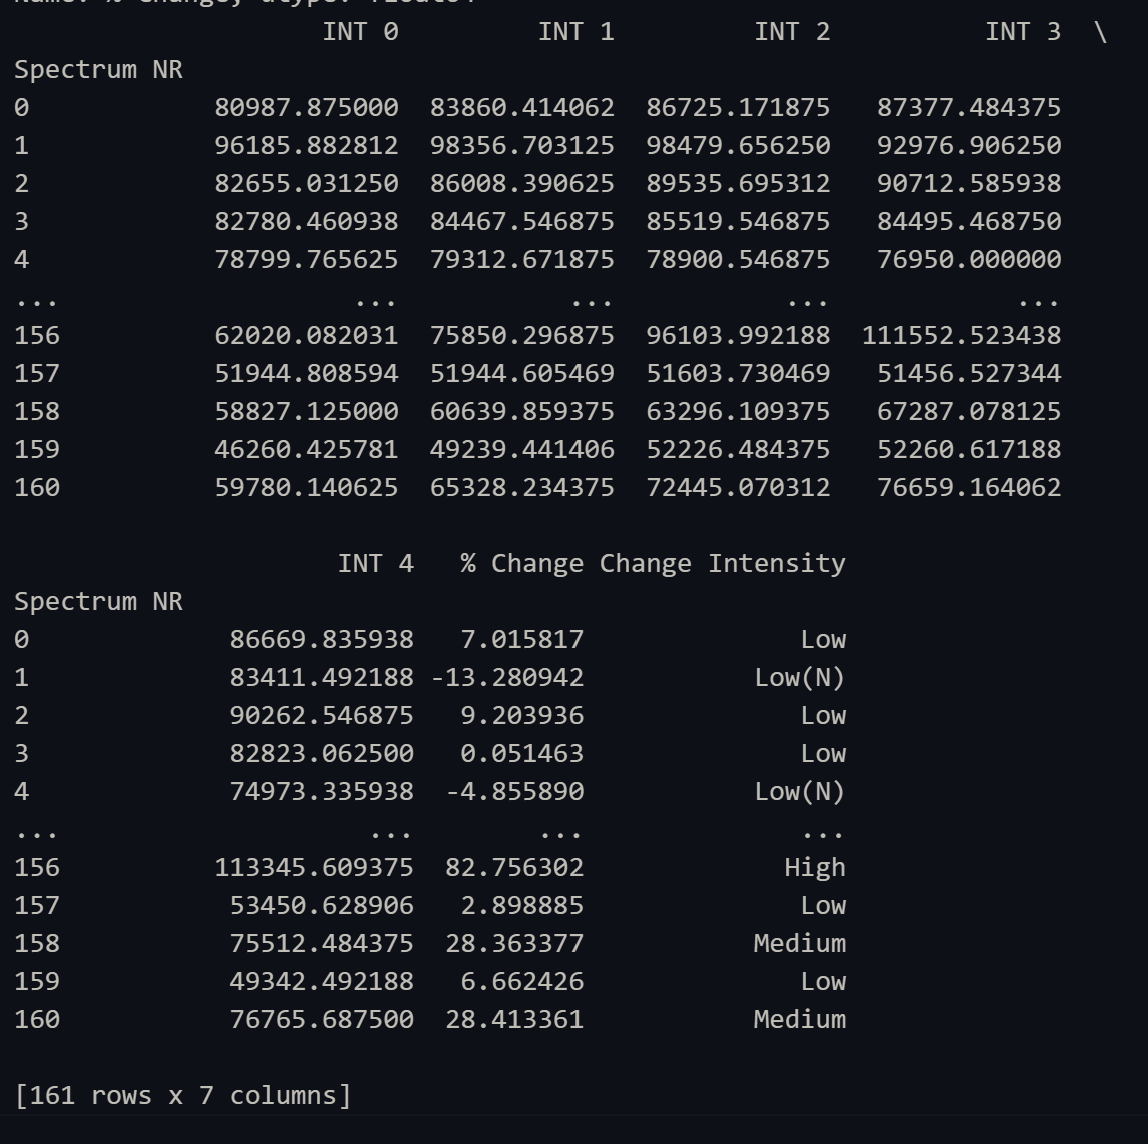 INT 0 INT 1 INT 2 INT 3 \
Spectrum NR
0 80987.875000 83860.414062 86725.171875 87377.484375
1 96185.882812 98356.703125 98479.656250 92976.906250
2 82655.031250 86008.390625 89535.695312 90712.585938
3 82780.460938 84467.546875 85519.546875 84495.468750
4 78799.765625 79312.671875 78900.546875 76950.000000
... ... ... ... ...
156 62020.082031 75850.296875 96103.992188 111552.523438
157 51944.808594 51944.605469 51603.730469 51456.527344
158 58827.125000 60639.859375 63296.109375 67287.078125
159 46260.425781 49239.441406 52226.484375 52260.617188
160 59780.140625 65328.234375 72445.070312 76659.164062
INT 4 % Change Change Intensity
Spectrum NR
0 86669.835938 7.015817 Low
1 83411.492188 -13.280942 Low(N)
2 90262.546875 9.203936 Low
3 82823.062500 0.051463 Low
4 74973.335938 -4.855890 Low(N)
... ... ... ...
156 113345.609375 82.756302 High
157 53450.628906 2.898885 Low
158 75512.484375 28.363377 Medium
159 49342.492188 6.662426 Low
160 76765.687500 28.413361 Medium
[161 rows x 7 columns]